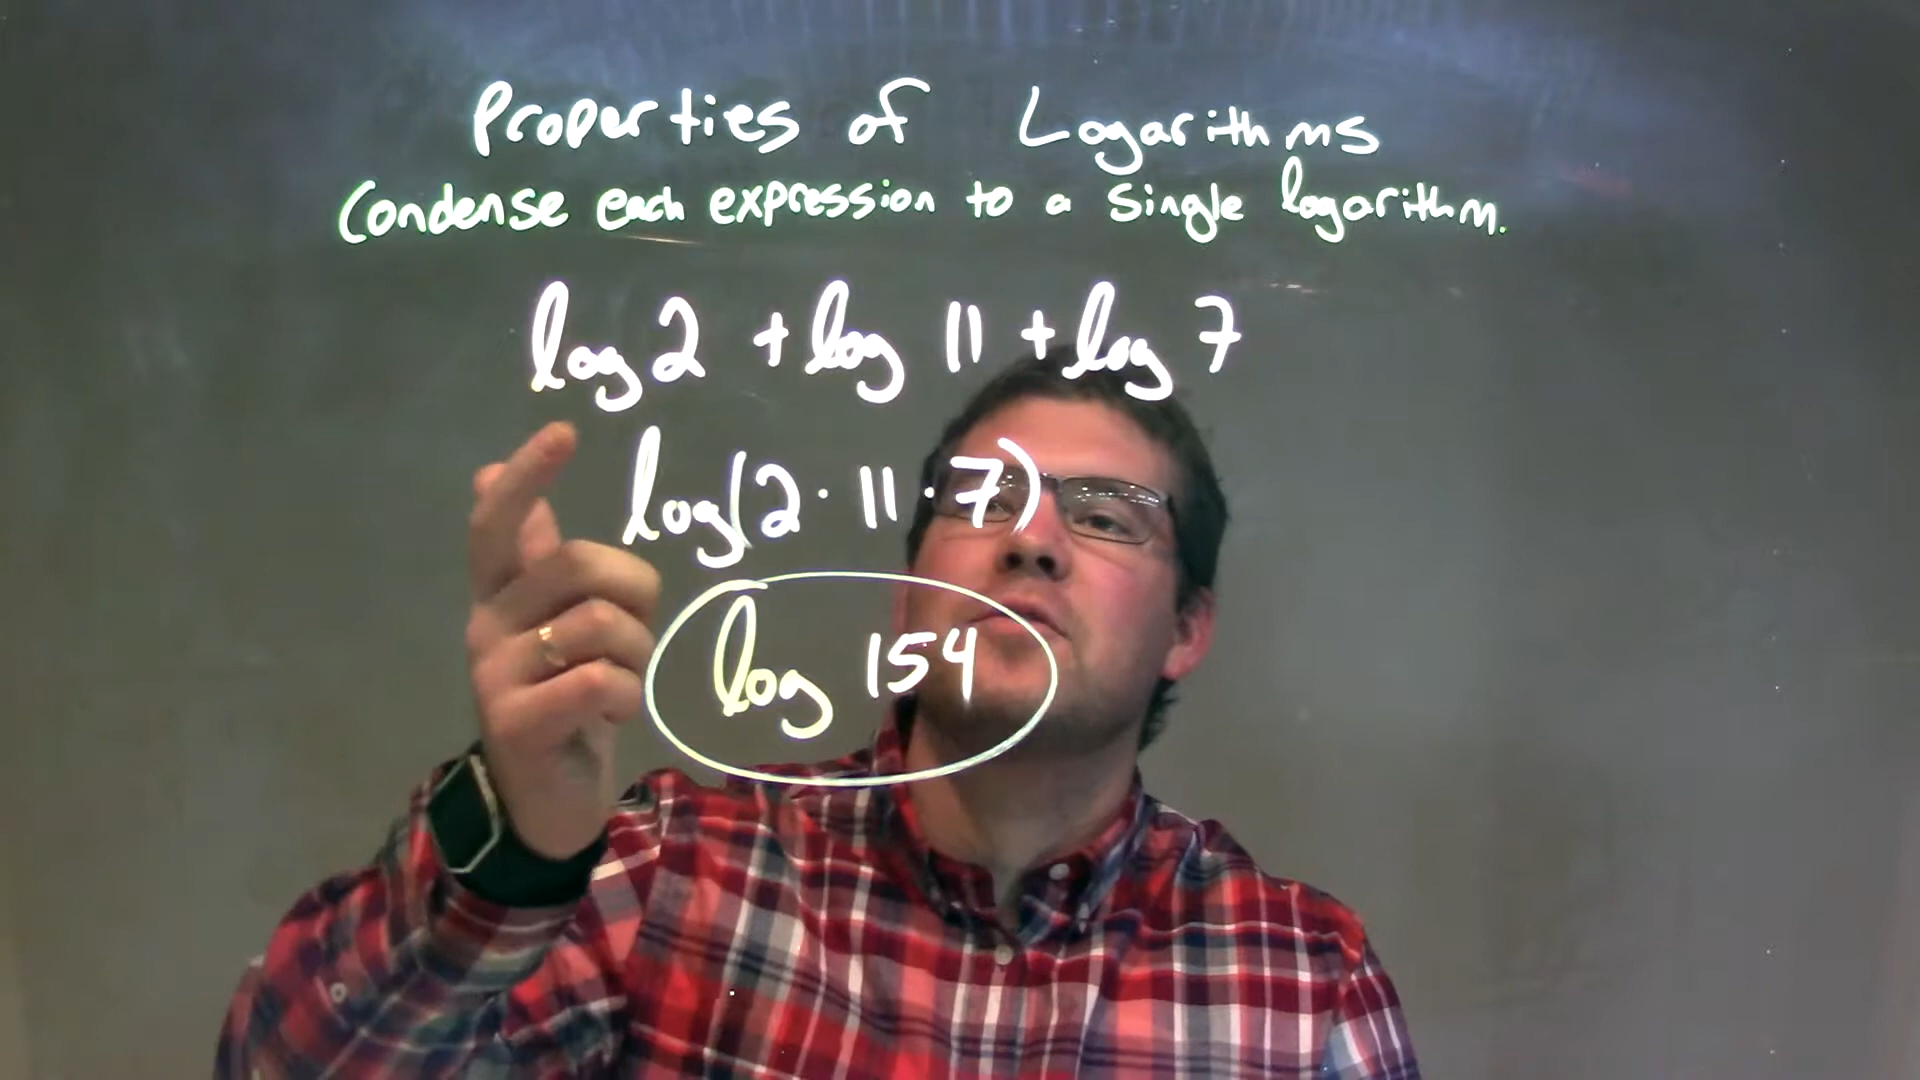 Properties of Logarithms
Condense each expression to a single logarithm.
log 2 + log 11 + log 7
log(2 · 11 · 7)
log 154